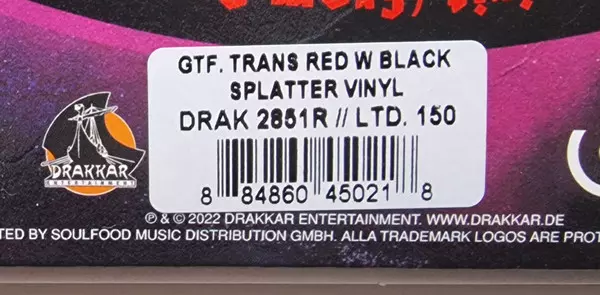 GTF. TRANS RED W BLACK
SPLATTER VINYL
DRAK 2851R // LTD. 150
8 84860 45021 8
DRAKKAR
ENTERTAINMENT
℗ & © 2022 DRAKKAR ENTERTAINMENT. WWW.DRAKKAR.DE
TED BY SOULFOOD MUSIC DISTRIBUTION GMBH. ALLA TRADEMARK LOGOS ARE PROT